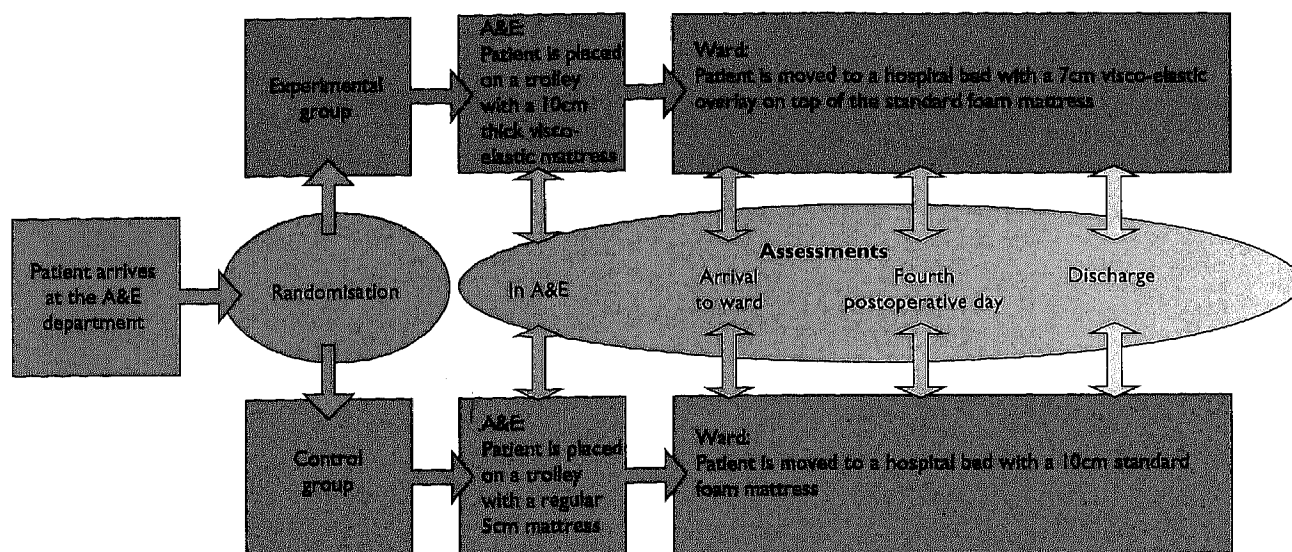 Experimental
group
A&E:
Patient is placed
on a trolley
with a 10cm
thick visco-
elastic mattress
Ward:
Patient is moved to a hospital bed with a 7cm visco-elastic
overlay on top of the standard foam mattress
Patient arrives
at the A&E
department
Randomisation
Assessments
In A&E
Arrival
to ward
Fourth
postoperative day
Discharge
Control
group
A&E:
Patient is placed
on a trolley
with a regular
5cm mattress
Ward:
Patient is moved to a hospital bed with a 10cm standard
foam mattress